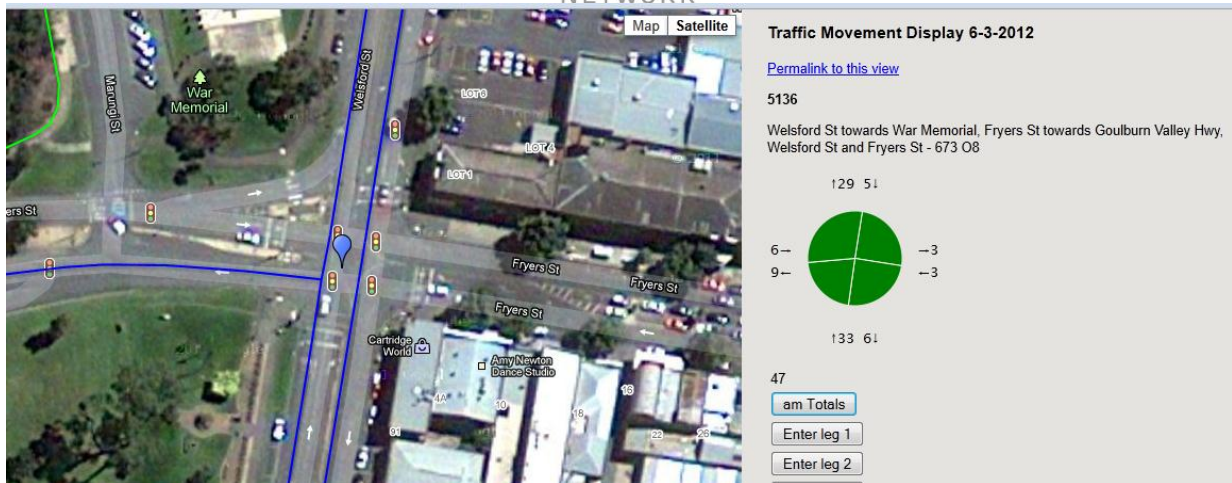 NETWORK
Map
Satellite
Marungi St
War
Memorial
Welsford St
LOT 6
LOT 4
LOT 1
ers St
Fryers St
Fryers St
Fryers St
Cartridge
World
Amy Newton
Dance Studio
4A
10
16
18
91
22
26
Traffic Movement Display 6-3-2012
Permalink to this view
5136
Welsford St towards War Memorial, Fryers St towards Goulburn Valley Hwy,
Welsford St and Fryers St - 673 O8
↑29 5↓
6→
→3
9←
←3
↑33 6↓
47
am Totals
Enter leg 1
Enter leg 2